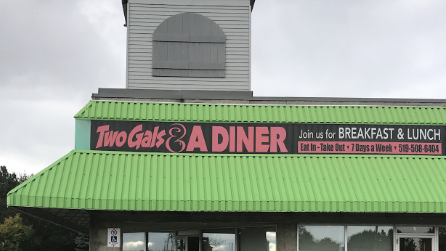 Two Gals & A DINER
Join us for BREAKFAST & LUNCH
Eat In - Take Out • 7 Days a Week • 519-508-6404